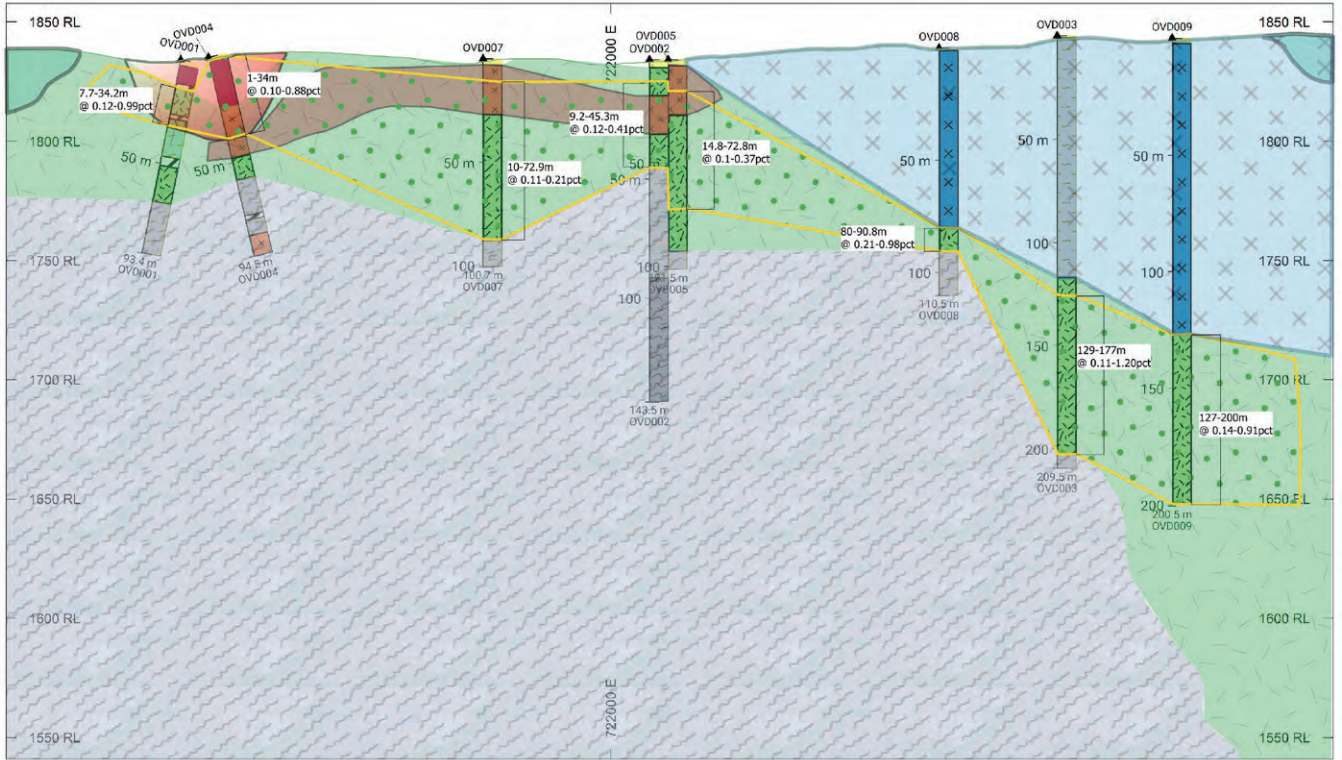 1850 RL
1850 RL
OVD004
OVD001
OVD007
OVD005
OVD002
722000 E
OVD008
OVD003
OVD009
1-34m
@ 0.10-0.88pct
7.7-34.2m
@ 0.12-0.99pct
9.2-45.3m
@ 0.12-0.41pct
1800 RL
1800 RL
14.8-72.8m
@ 0.1-0.37pct
50 m
50 m
50 m
50 m
50 m
50 m
50 m
50 m
10-72.9m
@ 0.11-0.21pct
80-90.8m
@ 0.21-0.98pct
1750 RL
1750 RL
93.4 m
OVD001
94.5 m
OVD004
100
100.7 m
OVD007
100
100
143.5 m
OVD002
100
110.5 m
OVD008
100
100
129-177m
@ 0.11-1.20pct
150
150
1700 RL
1700 RL
127-200m
@ 0.14-0.91pct
200
209.5 m
OVD003
200
200.5 m
OVD009
1650 RL
1650 RL
1600 RL
1600 RL
722000 E
1550 RL
1550 RL